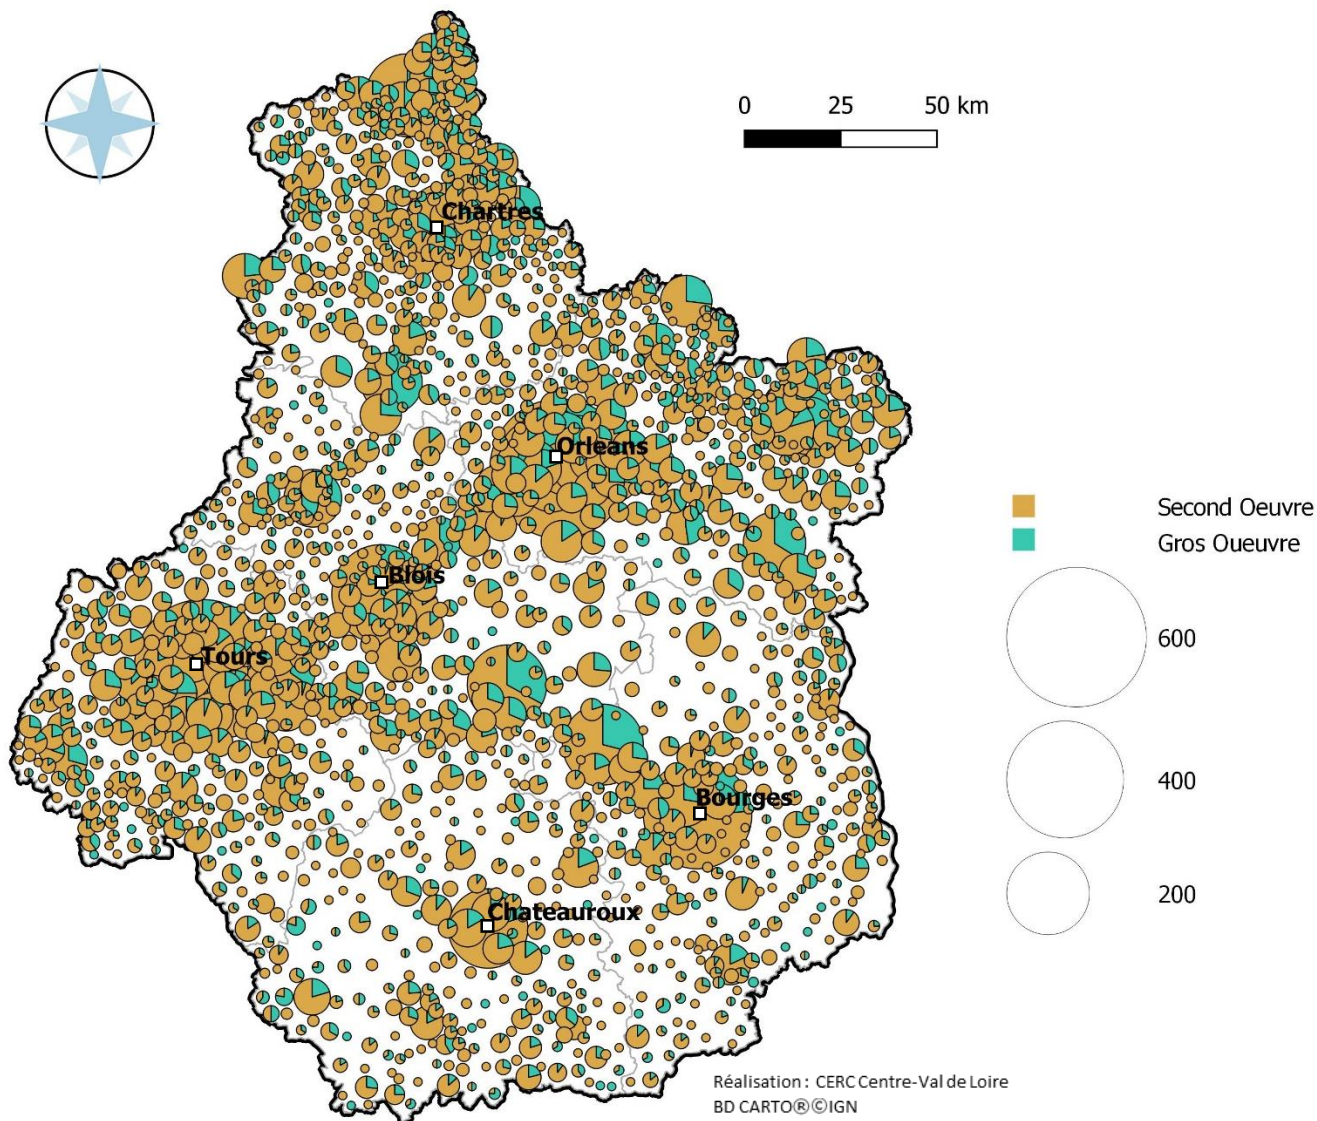 0 25 50 km
Chartres
Orleans
Second Oeuvre
Gros Oueuvre
Blois
600
Tours
400
Bourges
200
Chateauroux
Réalisation : CERC Centre-Val de Loire
BD CARTO®©IGN